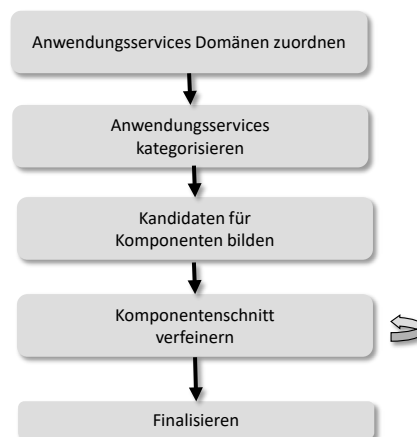 Anwendungsservices Domänen zuordnen
Anwendungsservices
kategorisieren
Kandidaten für
Komponenten bilden
Komponentenschnitt
verfeinern
Finalisieren